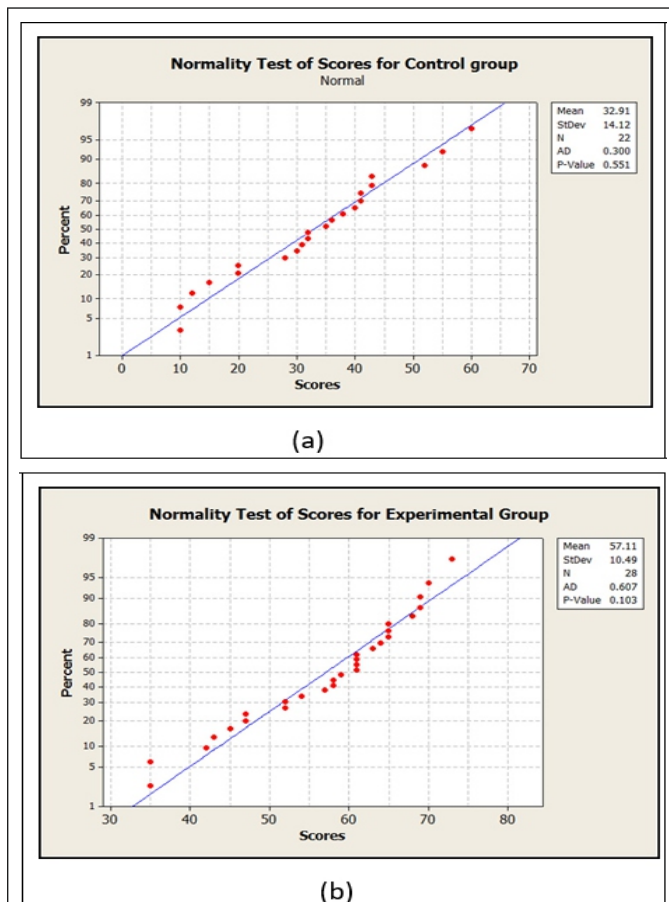 Normality Test of Scores for Control group
Normal
99
95
90
80
70
60
50
40
30
20
10
5
1
Percent
0 10 20 30 40 50 60 70
Scores
Mean 32.91
StDev 14.12
N 22
AD 0.300
P-Value 0.551
(a)
Normality Test of Scores for Experimental Group
99
95
90
80
70
60
50
40
30
20
10
5
1
Percent
30 40 50 60 70 80
Scores
Mean 57.11
StDev 10.49
N 28
AD 0.607
P-Value 0.103
(b)